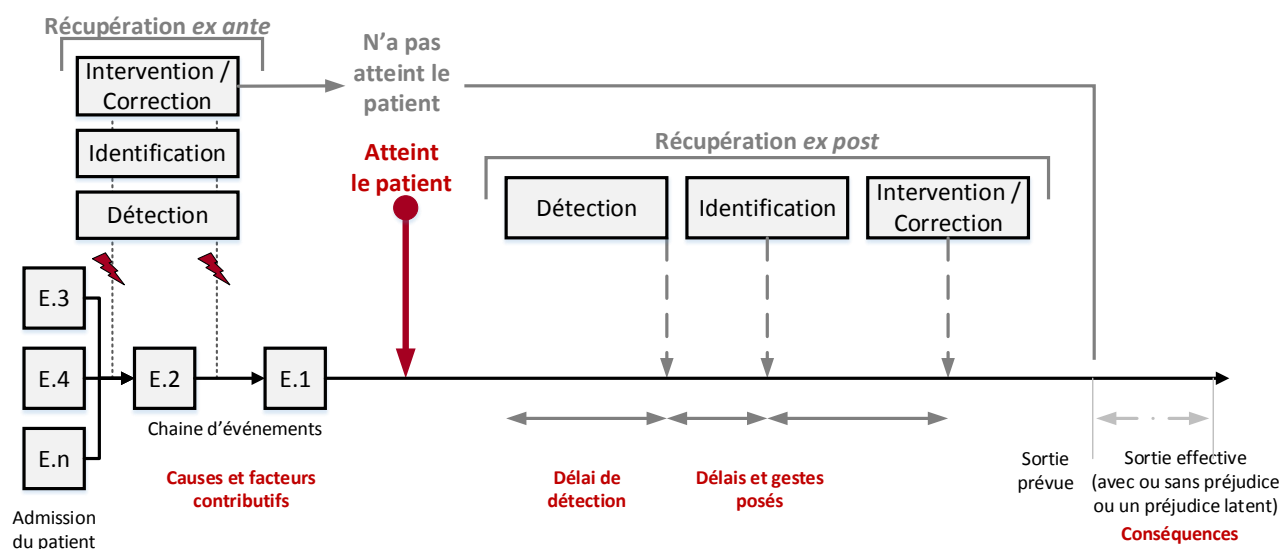 Récupération ex ante
Intervention /
Correction
Identification
Détection
N'a pas
atteint le
patient
Atteint
le patient
Récupération ex post
Détection
Identification
Intervention /
Correction
E.3
E.4
E.n
E.2
E.1
Chaine d'événements
Causes et facteurs
contributifs
Admission
du patient
Délai de
détection
Délais et gestes
posés
Sortie
prévue
Sortie effective
(avec ou sans préjudice
ou un préjudice latent)
Conséquences